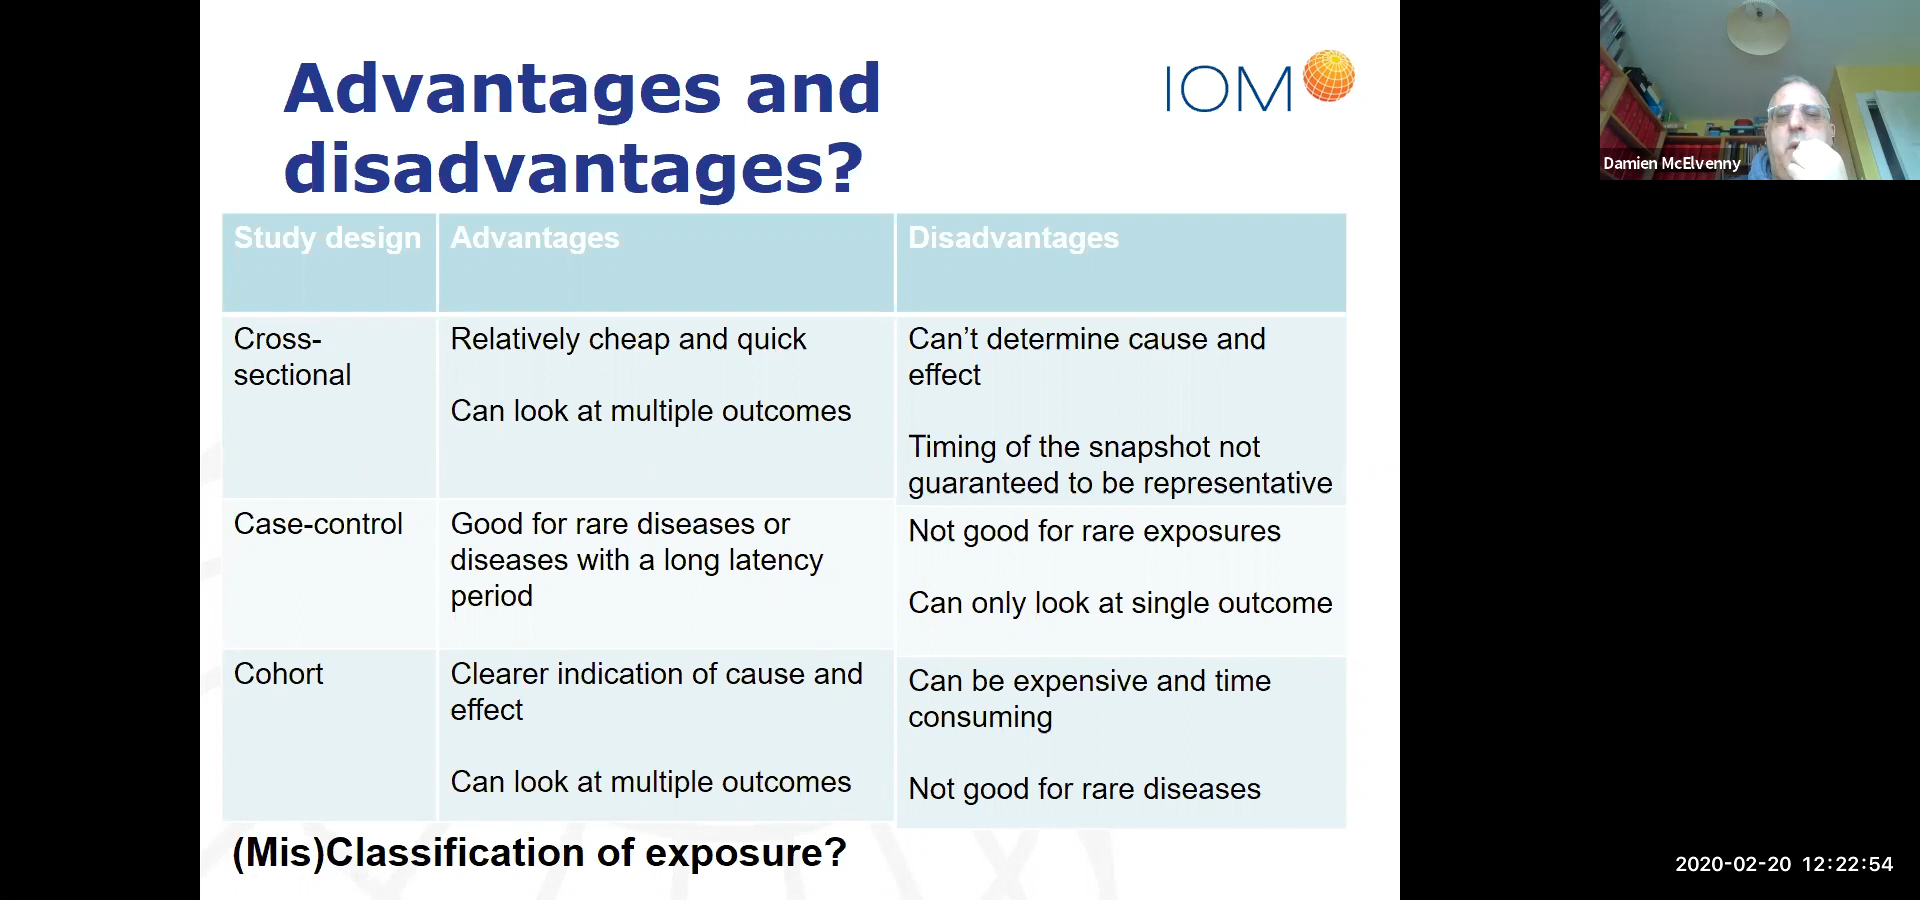 Advantages and
disadvantages?
IOM
Damien McElvenny
Study design
Advantages
Disadvantages
Cross-
sectional
Relatively cheap and quick
Can look at multiple outcomes
Can’t determine cause and
effect
Timing of the snapshot not
guaranteed to be representative
Case-control
Good for rare diseases or
diseases with a long latency
period
Not good for rare exposures
Can only look at single outcome
Cohort
Clearer indication of cause and
effect
Can look at multiple outcomes
Can be expensive and time
consuming
Not good for rare diseases
(Mis)Classification of exposure?
2020-02-20 12:22:54